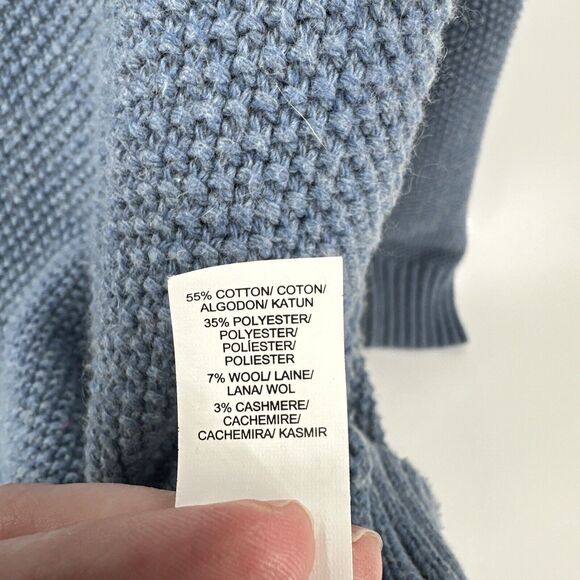 55% COTTON/ COTON/
ALGODON/ KATUN
35% POLYESTER/
POLYESTER/
POLÍESTER/
POLIESTER
7% WOOL/ LAINE/
LANA/ WOL
3% CASHMERE/
CACHEMIRE/
CACHEMIRA/ KASMIR